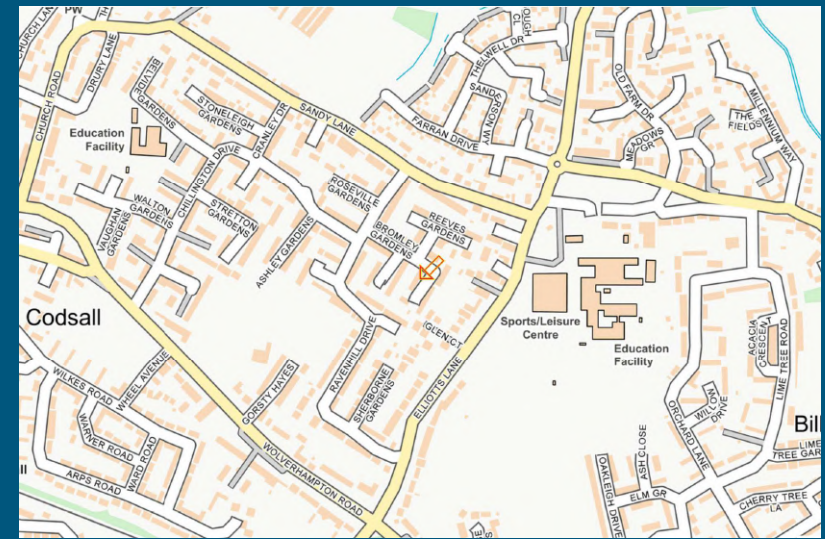 CHURCH LANE
PW
DRURY LANE
CHURCH ROAD
BELVIDE
GARDENS
STONELEIGH
GARDENS
CRANLEY DR
SANDY LANE
Education
Facility
CHILLINGTON DRIVE
WALTON
GARDENS
VAUGHAN
GARDENS
STRETTON
GARDENS
ASHLEY GARDENS
ROSEVILLE
GARDENS
BROMLEY
GARDENS
REEVES
GARDENS
FARRAN DRIVE
THELWELL DR
CL
OLD FARM DR
MEADOWS
GR
THE
FIELDS
MILLENNIUM WAY
Codsall
WILKES ROAD
WHEEL AVENUE
WARNER ROAD
WARD ROAD
ARPS ROAD
GORSTY HAYES
WOLVERHAMPTON ROAD
RAVENHILL DRIVE
SHERBORNE
GARDENS
GLEN CT
ELLIOTTS LANE
Sports/Leisure
Centre
Education
Facility
ACACIA
CRESCENT
LIME TREE ROAD
WILLOW
DRIVE
ORCHARD LANE
Bil
LIME
TREE GAR
OAKLEIGH DRIVE
ASH CLOSE
ELM GR
CHERRY TREE
LA